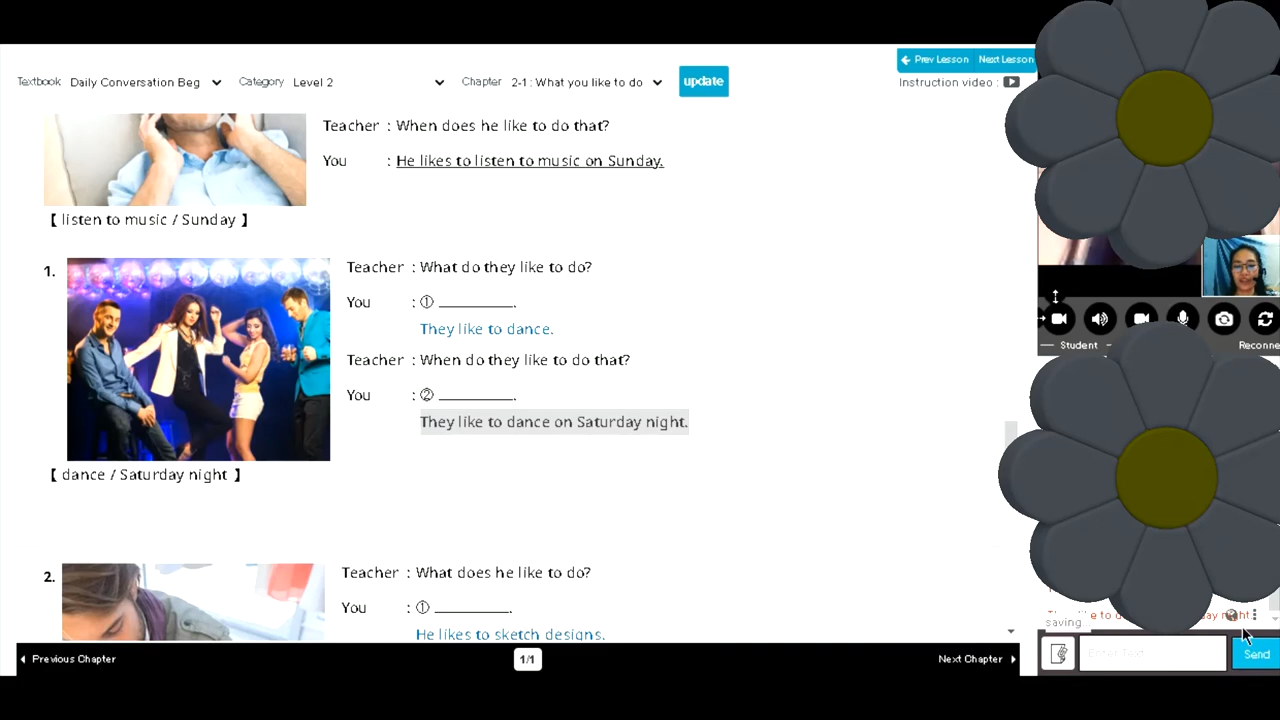 Prev Lesson Next Lesson
Textbook Daily Conversation Beg Category Level 2 Chapter 2-1 : What you like to do update
Instruction video :
Teacher : When does he like to do that?
You : He likes to listen to music on Sunday.
【 listen to music / Sunday 】
1.
Teacher : What do they like to do?
You : ① ________.
They like to dance.
Teacher : When do they like to do that?
You : ② ________.
They like to dance on Saturday night.
【 dance / Saturday night 】
2.
Teacher : What does he like to do?
You : ① ________.
He likes to sketch designs.
Student
night.
saving
Enter Text
Send
Previous Chapter
1/1
Next Chapter